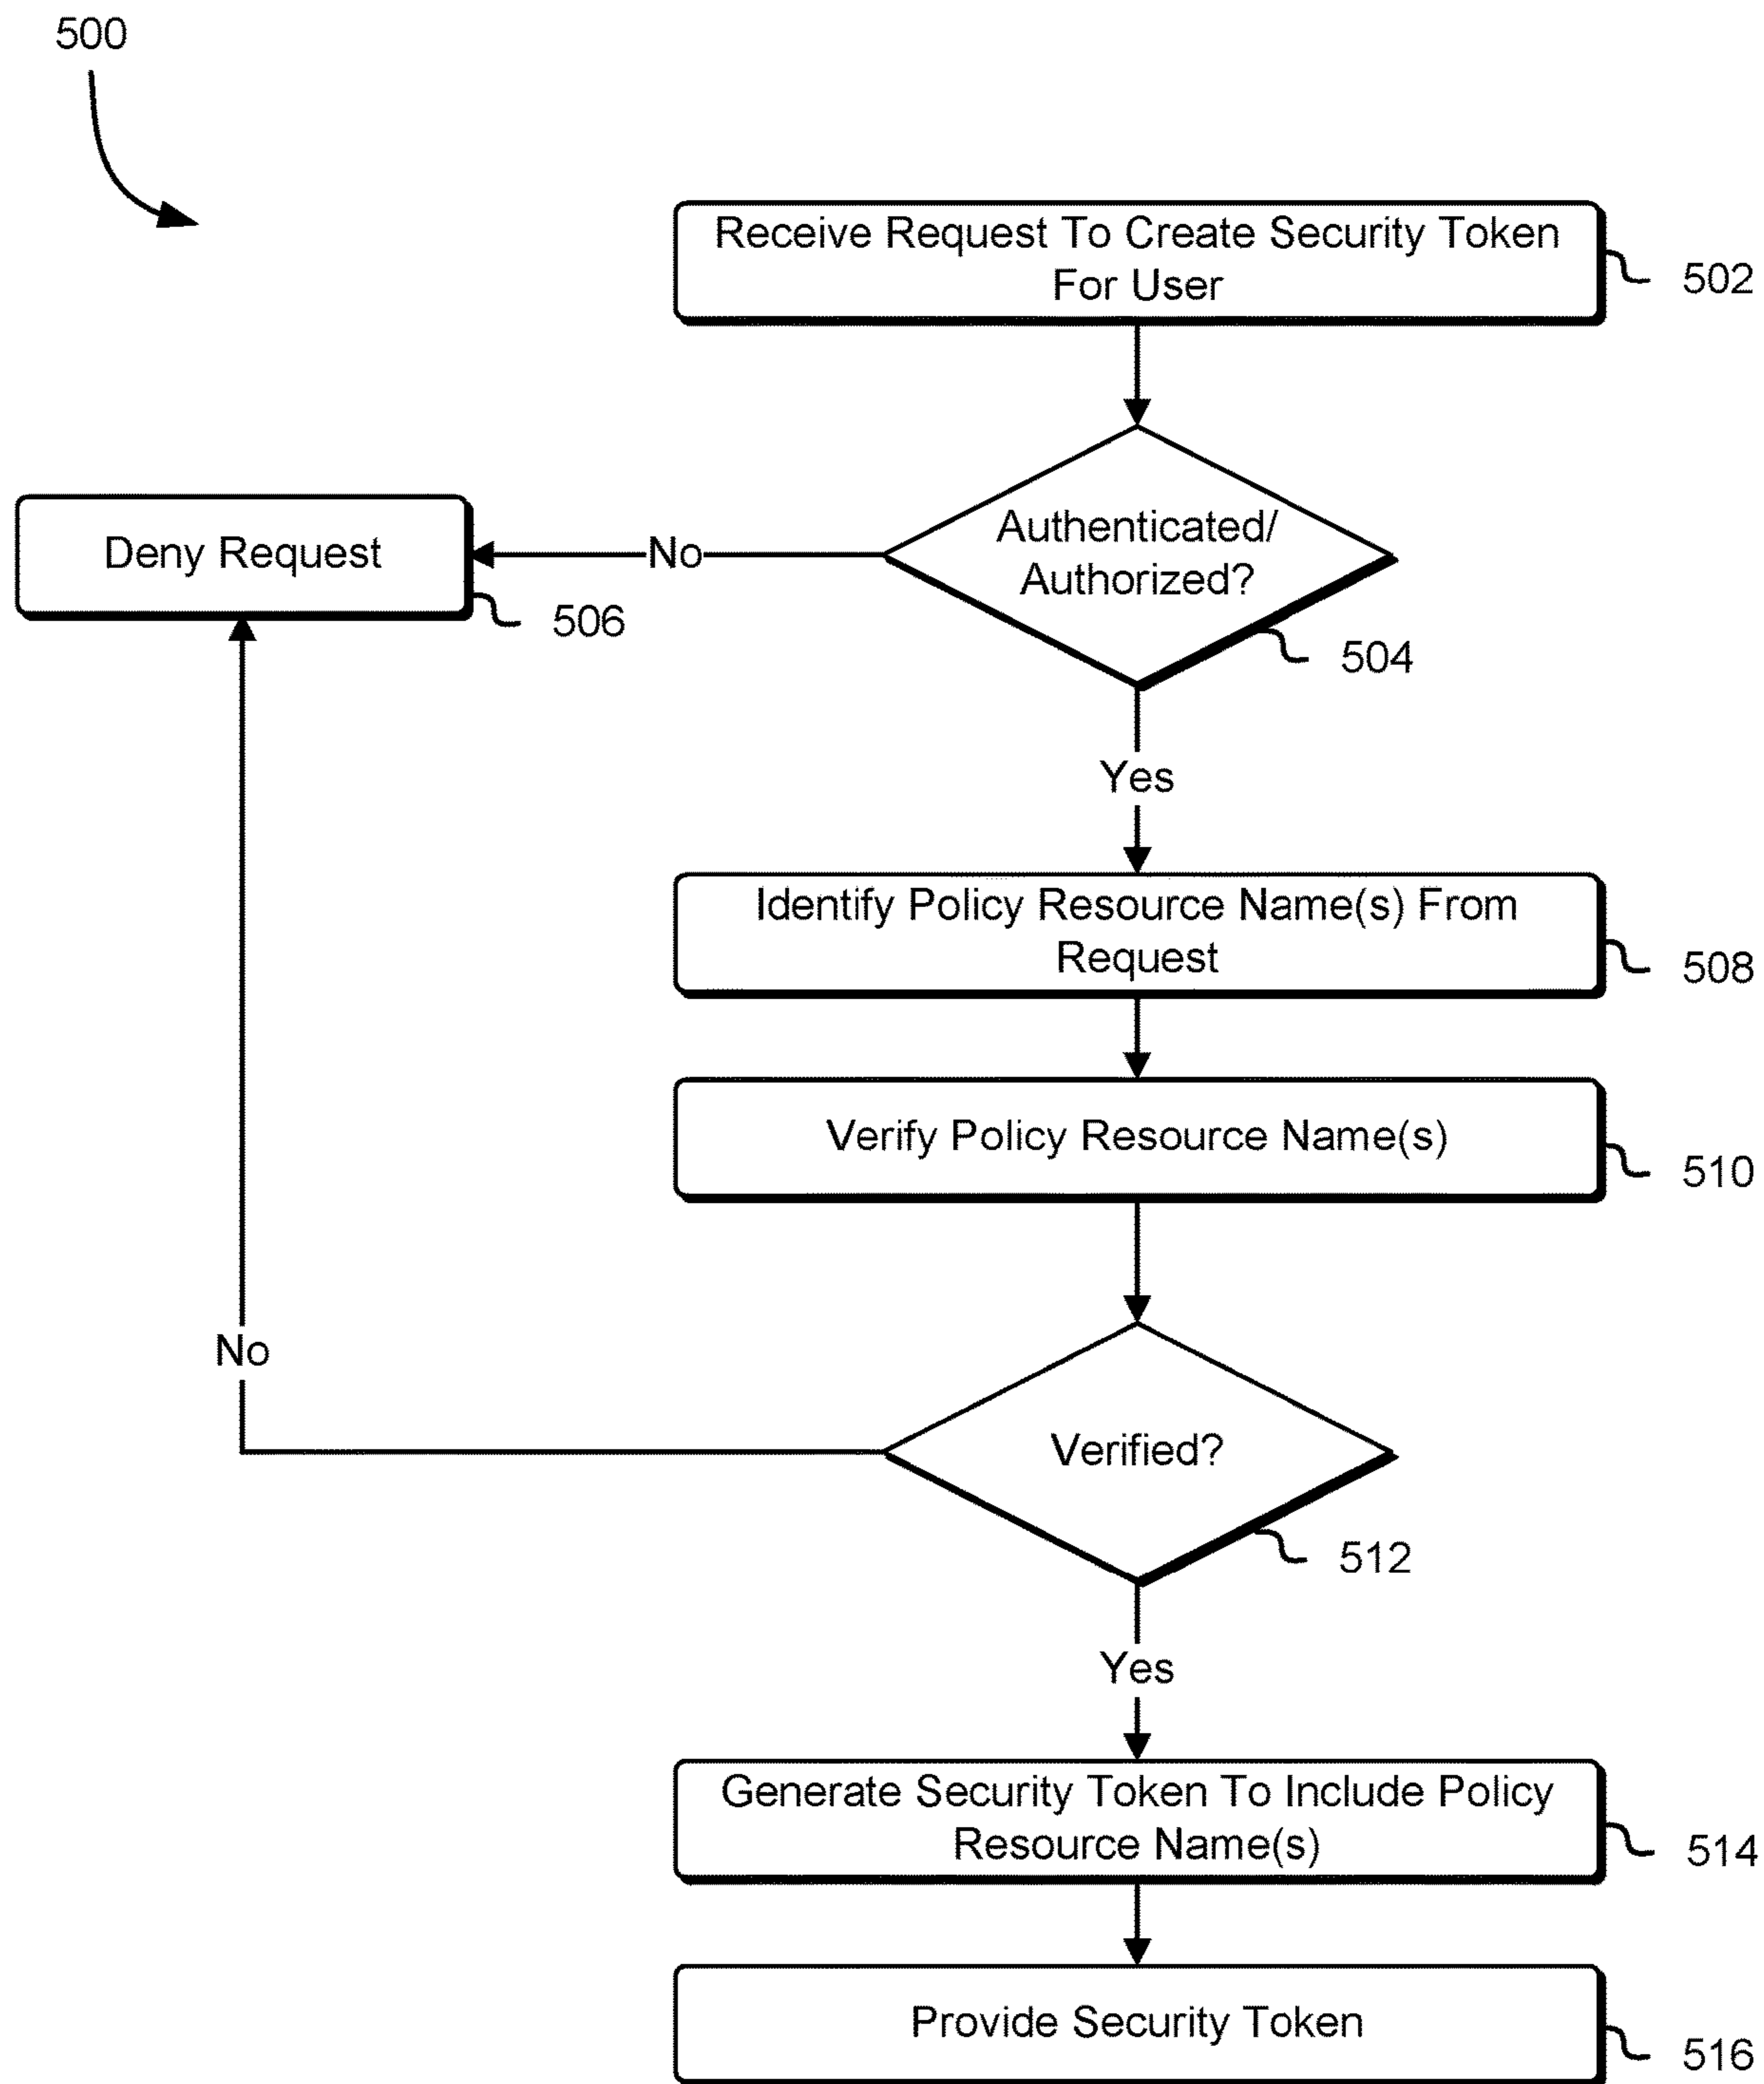 500
Receive Request To Create Security Token
For User
502
Authenticated/
Authorized?
504
No
Deny Request
506
Yes
Identify Policy Resource Name(s) From
Request
508
Verify Policy Resource Name(s)
510
No
Verified?
512
Yes
Generate Security Token To Include Policy
Resource Name(s)
514
Provide Security Token
516